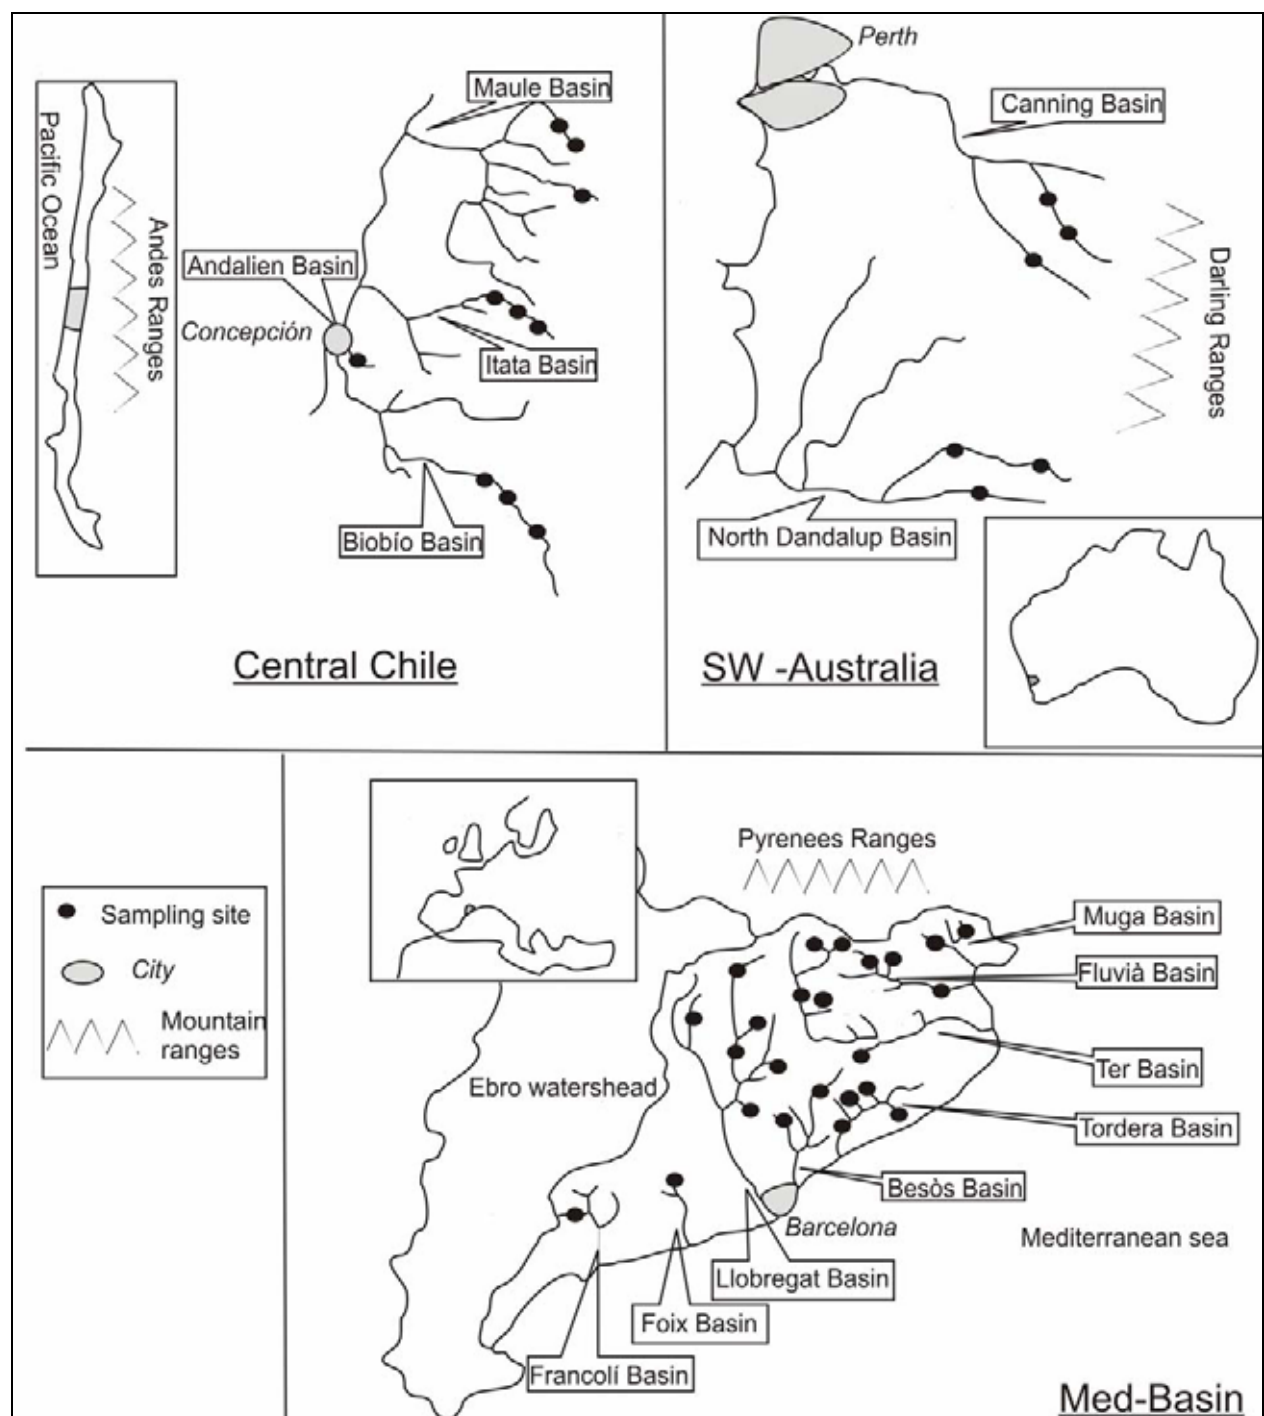 Maule Basin
Pacific Ocean
Andes Ranges
Andalien Basin
Concepción
Itata Basin
Biobío Basin
Central Chile
Perth
Canning Basin
Darling Ranges
North Dandalup Basin
SW -Australia
Sampling site
City
Mountain
ranges
Pyrenees Ranges
Muga Basin
Fluvià Basin
Ter Basin
Ebro watershead
Tordera Basin
Besòs Basin
Barcelona
Mediterranean sea
Llobregat Basin
Foix Basin
Francolí Basin
Med-Basin